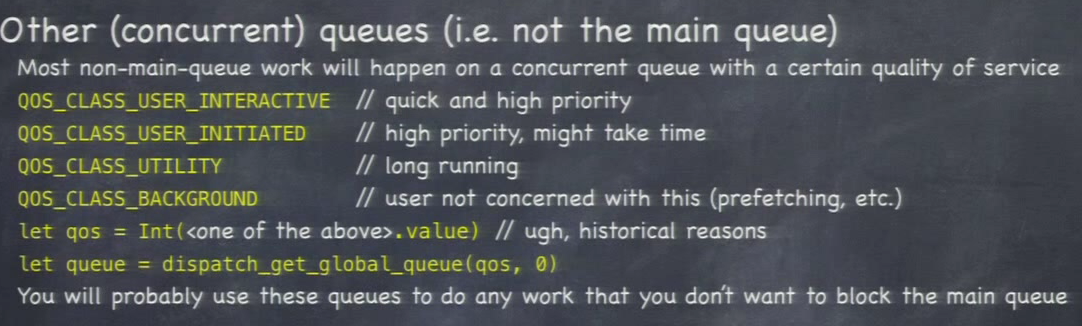 Other (concurrent) queues (i.e. not the main queue)
Most non-main-queue work will happen on a concurrent queue with a certain quality of service
QOS_CLASS_USER_INTERACTIVE // quick and high priority
QOS_CLASS_USER_INITIATED // high priority, might take time
QOS_CLASS_UTILITY // long running
QOS_CLASS_BACKGROUND // user not concerned with this (prefetching, etc.)
let qos = Int(<one of the above>.value) // ugh, historical reasons
let queue = dispatch_get_global_queue(qos, 0)
You will probably use these queues to do any work that you don't want to block the main queue